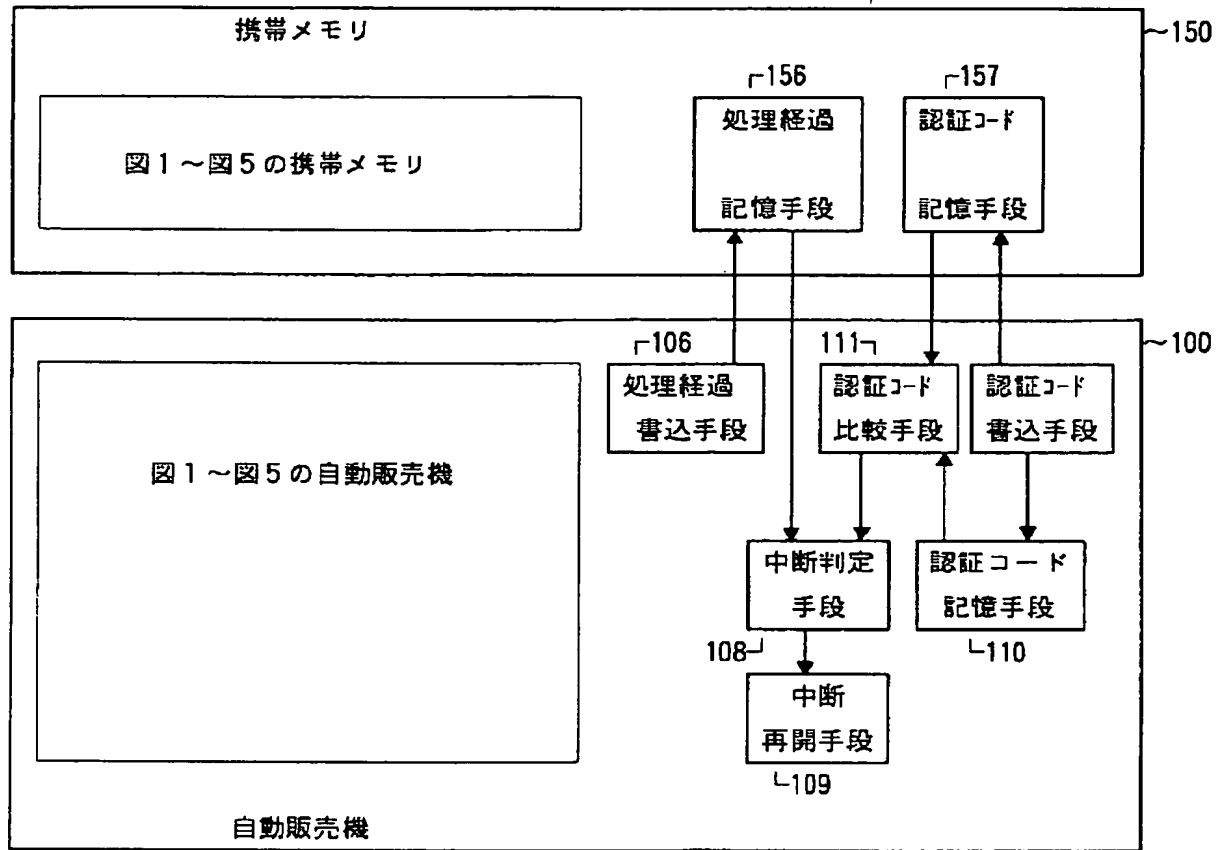 携帯メモリ
~150
156
157
処理経過
記憶手段
認証コード
記憶手段
図1~図5の携帯メモリ
~100
106
111
処理経過
書込手段
認証コード
比較手段
認証コード
書込手段
図1~図5の自動販売機
中断判定
手段
認証コード
記憶手段
108
110
中断
再開手段
109
自動販売機